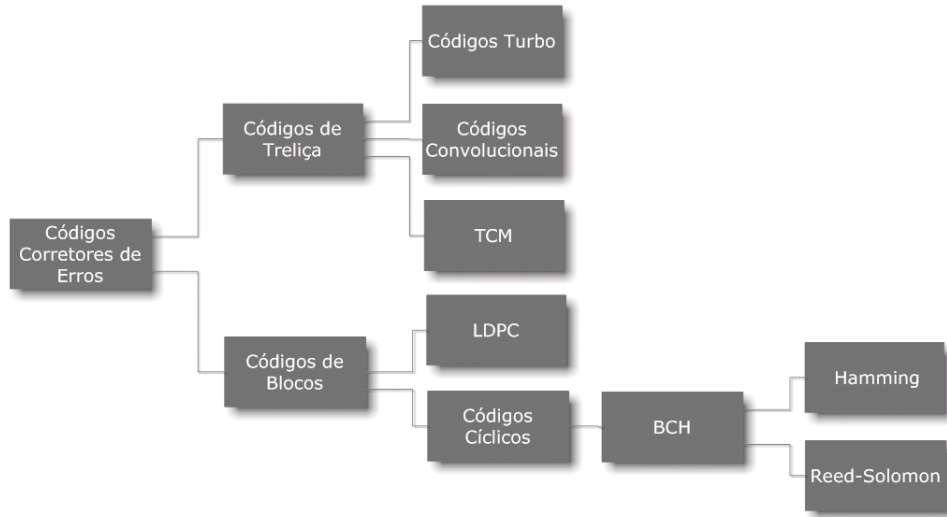 Códigos Turbo
Códigos de
Treliça
Códigos
Convolucionais
TCM
Códigos
Corretores de
Erros
LDPC
Códigos de
Blocos
Códigos
Cíclicos
BCH
Hamming
Reed-Solomon